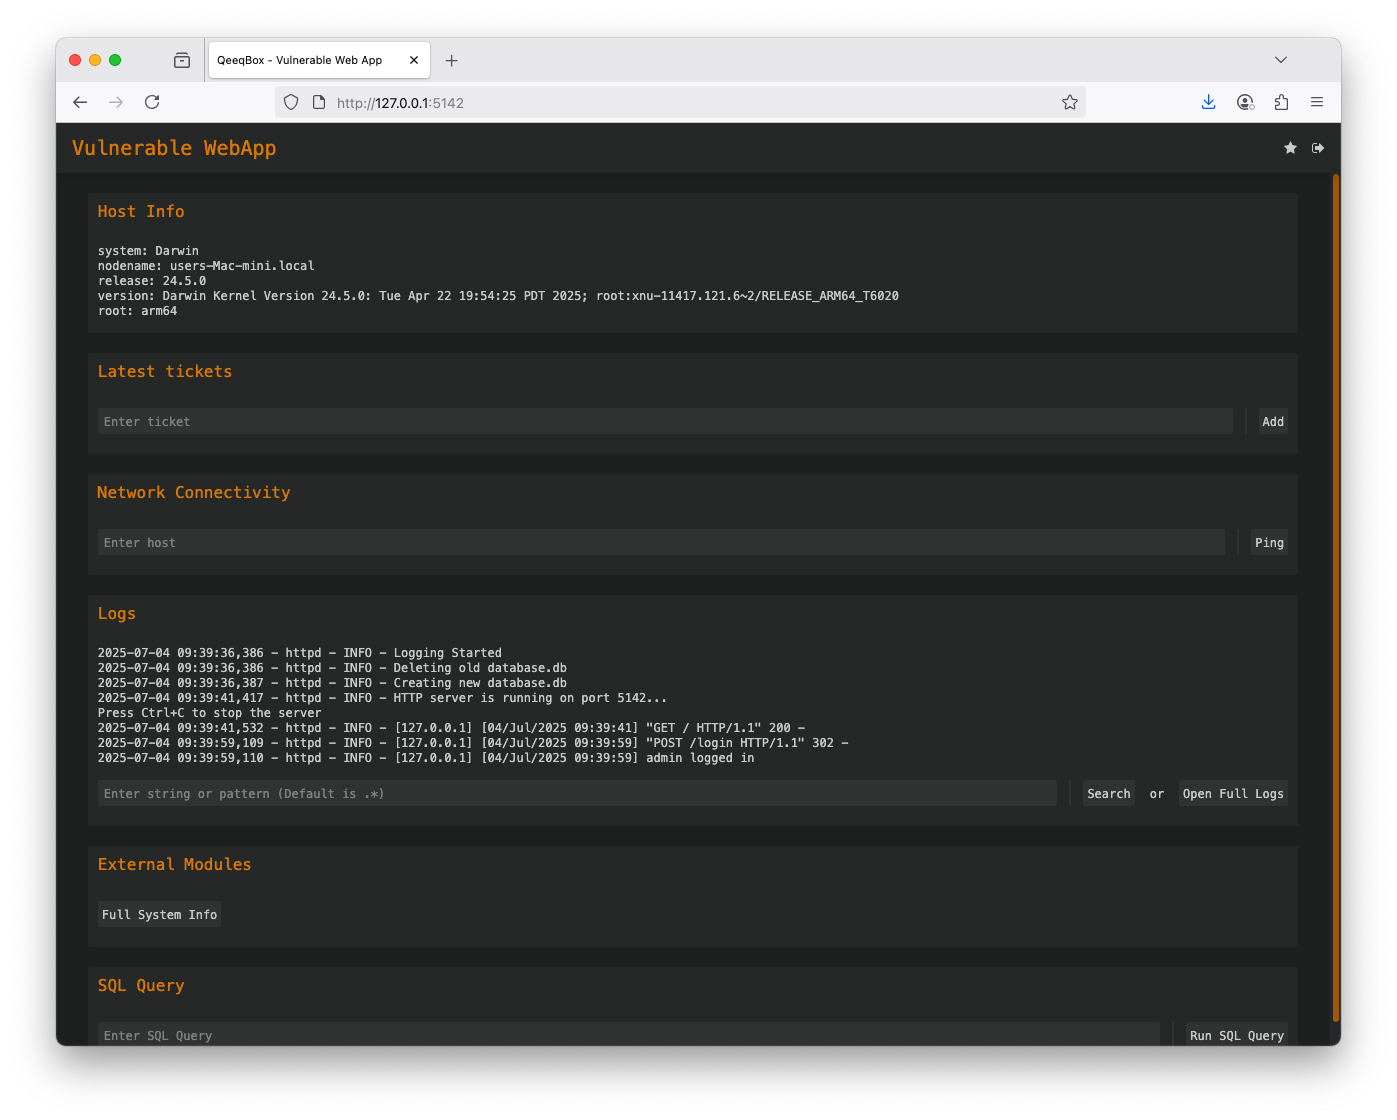 QeeqBox - Vulnerable Web App
http://127.0.0.1:5142
Vulnerable WebApp
Host Info
system: Darwin
nodename: users-Mac-mini.local
release: 24.5.0
version: Darwin Kernel Version 24.5.0: Tue Apr 22 19:54:25 PDT 2025; root:xnu-11417.121.6~2/RELEASE_ARM64_T6020
root: arm64
Latest tickets
Enter ticket
Add
Network Connectivity
Enter host
Ping
Logs
2025-07-04 09:39:36,386 - httpd - INFO - Logging Started
2025-07-04 09:39:36,386 - httpd - INFO - Deleting old database.db
2025-07-04 09:39:36,387 - httpd - INFO - Creating new database.db
2025-07-04 09:39:41,417 - httpd - INFO - HTTP server is running on port 5142...
Press Ctrl+C to stop the server
2025-07-04 09:39:41,532 - httpd - INFO - [127.0.0.1] [04/Jul/2025 09:39:41] "GET / HTTP/1.1" 200 -
2025-07-04 09:39:59,109 - httpd - INFO - [127.0.0.1] [04/Jul/2025 09:39:59] "POST /login HTTP/1.1" 302 -
2025-07-04 09:39:59,110 - httpd - INFO - [127.0.0.1] [04/Jul/2025 09:39:59] admin logged in
Enter string or pattern (Default is .*)
Search or Open Full Logs
External Modules
Full System Info
SQL Query
Enter SQL Query
Run SQL Query